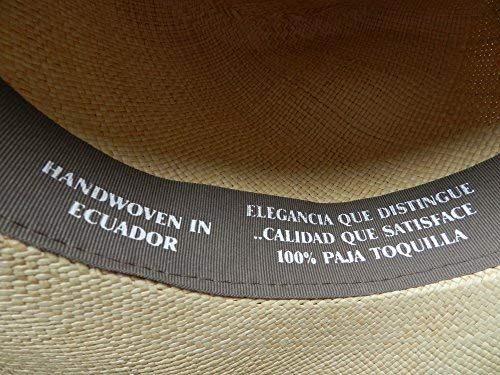 HANDWOVEN IN
ECUADOR
ELEGANCIA QUE DISTINGUE
..CALIDAD QUE SATISFACE
100% PAJA TOQUILLA